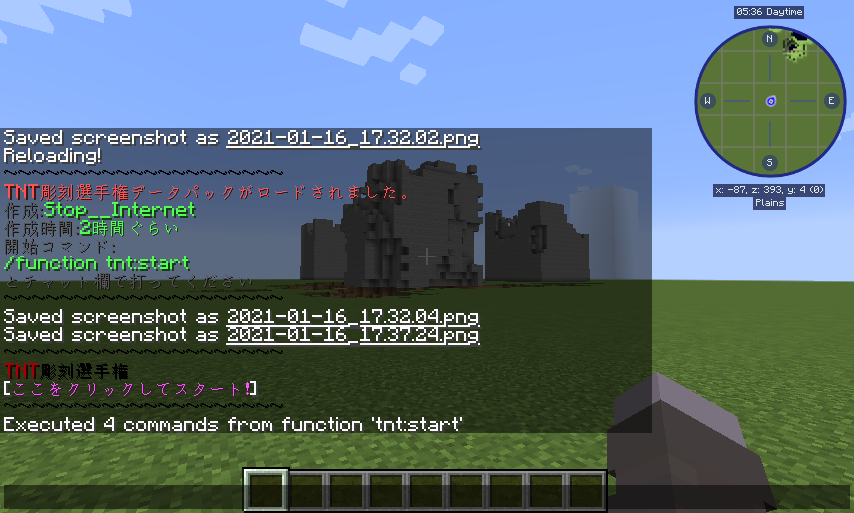 05:36 Daytime
N
W
E
S
x: -87, z: 393, y: 4 (0)
Plains
Saved screenshot as 2021-01-16_17.32.02.png
Reloading!
~~~~~~~~~~~~~~~~~~~~~~~~~~~~
TNT彫刻選手権データパックがロードされました。
作成:Stop__Internet
作成時間:2時間ぐらい
開始コマンド:
/function tnt:start
とチャット欄で打ってください
~~~~~~~~~~~~~~~~~~~~~~~~~~~~
Saved screenshot as 2021-01-16_17.32.04.png
Saved screenshot as 2021-01-16_17.37.24.png
~~~~~~~~~~~~~~~~~~~~~~~~~~~~
TNT彫刻選手権
[ここをクリックしてスタート!]
~~~~~~~~~~~~~~~~~~~~~~~~~~~~
Executed 4 commands from function 'tnt:start'